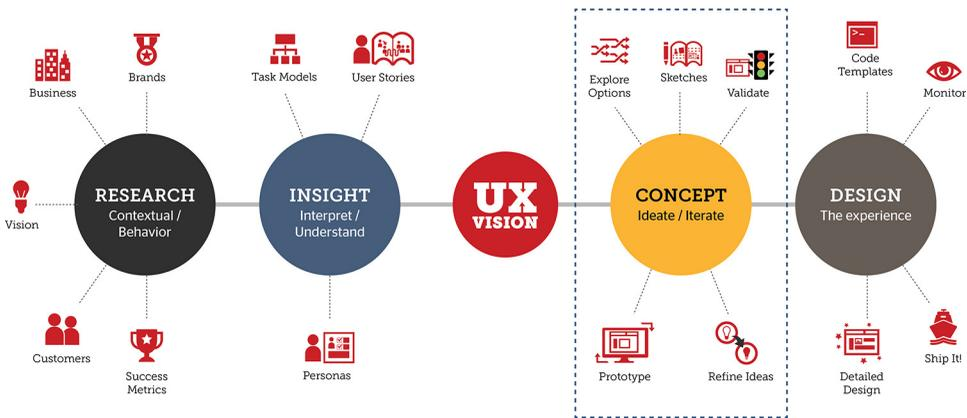 Business
Brands
Vision
RESEARCH
Contextual /
Behavior
Customers
Success
Metrics
Task Models
User Stories
INSIGHT
Interpret /
Understand
Personas
UX
VISION
Explore
Options
Sketches
Validate
CONCEPT
Ideate / Iterate
Prototype
Refine Ideas
Code
Templates
Monitor
DESIGN
The experience
Detailed
Design
Ship It!